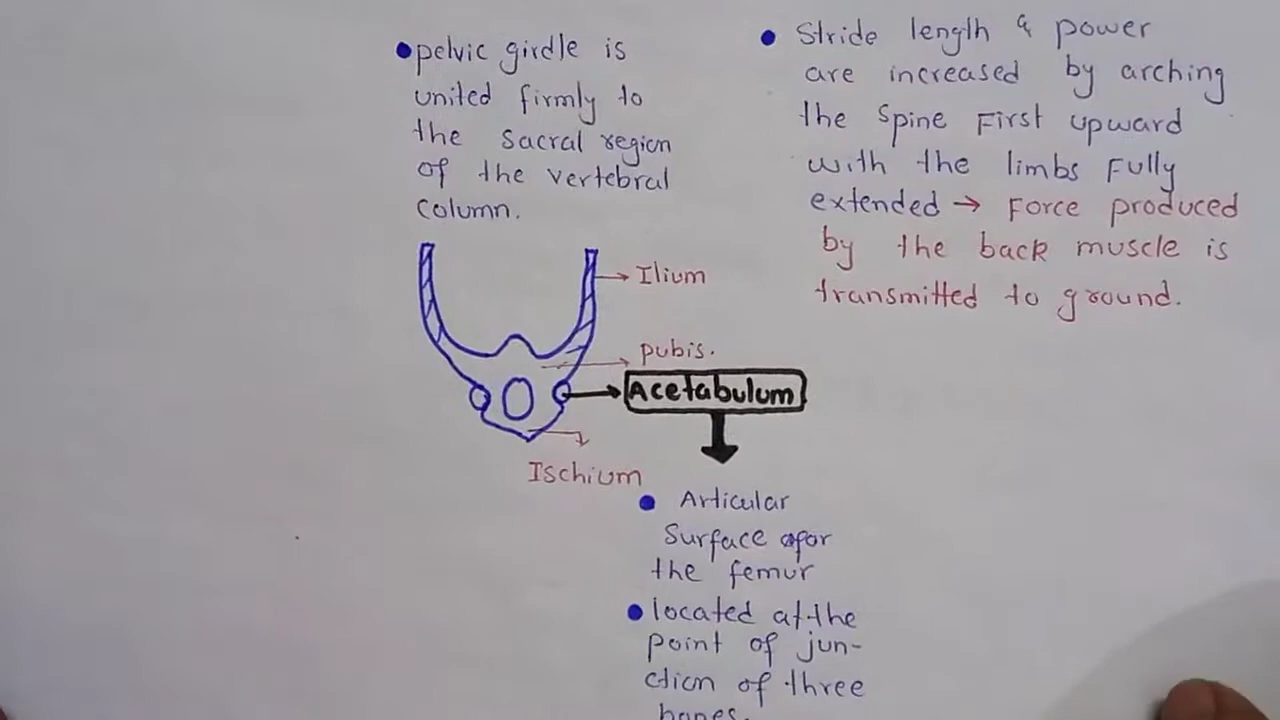 pelvic girdle is
united firmly to
the sacral region
of the vertebral
column.
Stride length & power
are increased by arching
the spine first upward
with the limbs fully
extended → Force produced
by the back muscle is
transmitted to ground.
Ilium
pubis.
Acetabulum
Ischium
Articular
Surface for
the femur
located at the
point of jun-
ction of three
bones.